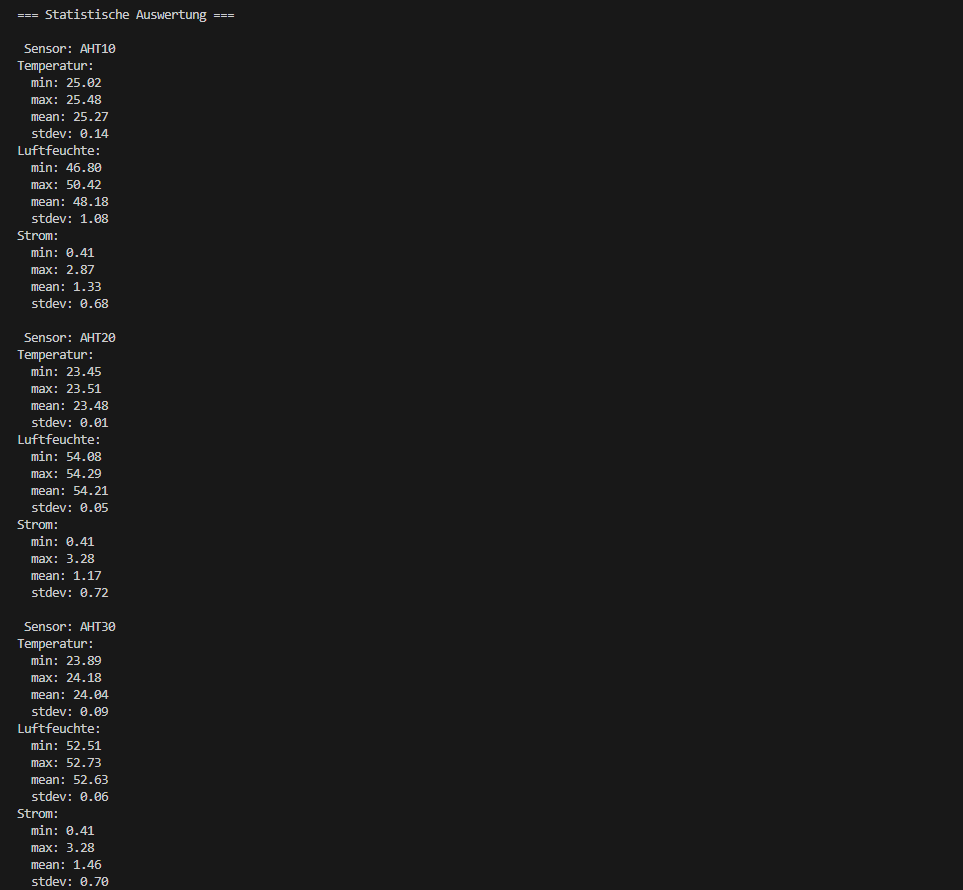 === Statistische Auswertung ===
Sensor: AHT10
Temperatur:
min: 25.02
max: 25.48
mean: 25.27
stdev: 0.14
Luftfeuchte:
min: 46.80
max: 50.42
mean: 48.18
stdev: 1.08
Strom:
min: 0.41
max: 2.87
mean: 1.33
stdev: 0.68
Sensor: AHT20
Temperatur:
min: 23.45
max: 23.51
mean: 23.48
stdev: 0.01
Luftfeuchte:
min: 54.08
max: 54.29
mean: 54.21
stdev: 0.05
Strom:
min: 0.41
max: 3.28
mean: 1.17
stdev: 0.72
Sensor: AHT30
Temperatur:
min: 23.89
max: 24.18
mean: 24.04
stdev: 0.09
Luftfeuchte:
min: 52.51
max: 52.73
mean: 52.63
stdev: 0.06
Strom:
min: 0.41
max: 3.28
mean: 1.46
stdev: 0.70